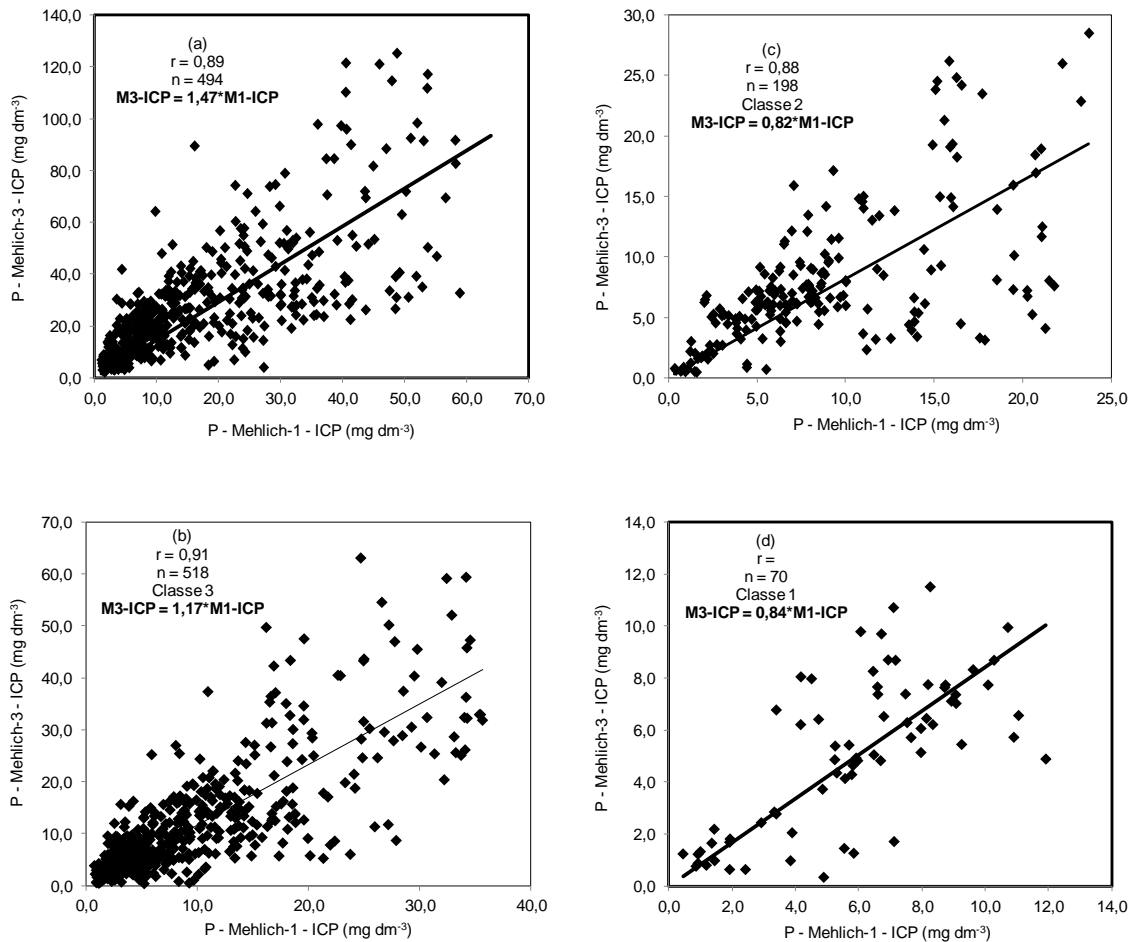 140,0
120,0
100,0
80,0
60,0
40,0
20,0
0,0
P - Mehlich-3 - ICP (mg dm⁻³)
(a)
r = 0,89
n = 494
M3-ICP = 1,47*M1-ICP
0,0 10,0 20,0 30,0 40,0 50,0 60,0 70,0
P - Mehlich-1 - ICP (mg dm⁻³)
30,0
25,0
20,0
15,0
10,0
5,0
0,0
P - Mehlich-3 - ICP (mg dm⁻³)
(c)
r = 0,88
n = 198
Classe 2
M3-ICP = 0,82*M1-ICP
0,0 5,0 10,0 15,0 20,0 25,0
P - Mehlich-1 - ICP (mg dm⁻³)
70,0
60,0
50,0
40,0
30,0
20,0
10,0
0,0
P - Mehlich-3 - ICP (mg dm⁻³)
(b)
r = 0,91
n = 518
Classe 3
M3-ICP = 1,17*M1-ICP
0,0 10,0 20,0 30,0 40,0
P - Mehlich-1 - ICP (mg dm⁻³)
14,0
12,0
10,0
8,0
6,0
4,0
2,0
0,0
P - Mehlich-3 - ICP (mg dm⁻³)
(d)
r =
n = 70
Classe 1
M3-ICP = 0,84*M1-ICP
0,0 2,0 4,0 6,0 8,0 10,0 12,0 14,0
P - Mehlich-1 - ICP (mg dm⁻³)